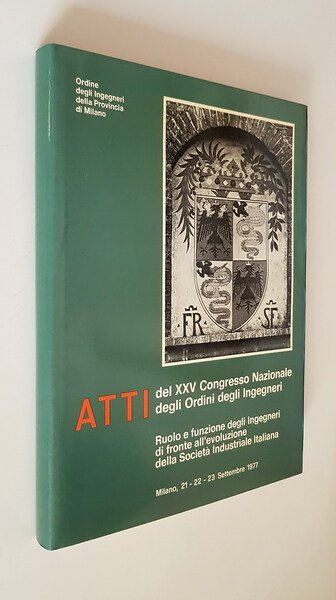 Ordine
degli Ingegneri
della Provincia
di Milano
FR SF
ATTI del XXV Congresso Nazionale
degli Ordini degli Ingegneri
Ruolo e funzione degli Ingegneri
di fronte all'evoluzione
della Società Industriale Italiana
Milano, 21 - 22 - 23 Settembre 1977